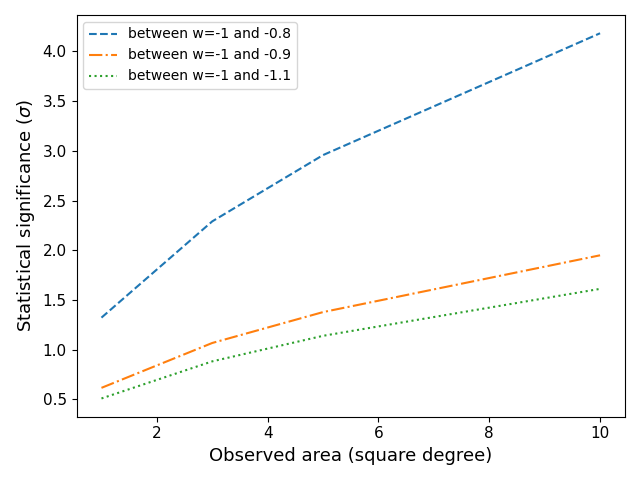 between w=-1 and -0.8
between w=-1 and -0.9
between w=-1 and -1.1
Statistical significance (σ)
4.0
3.5
3.0
2.5
2.0
1.5
1.0
0.5
2 4 6 8 10
Observed area (square degree)